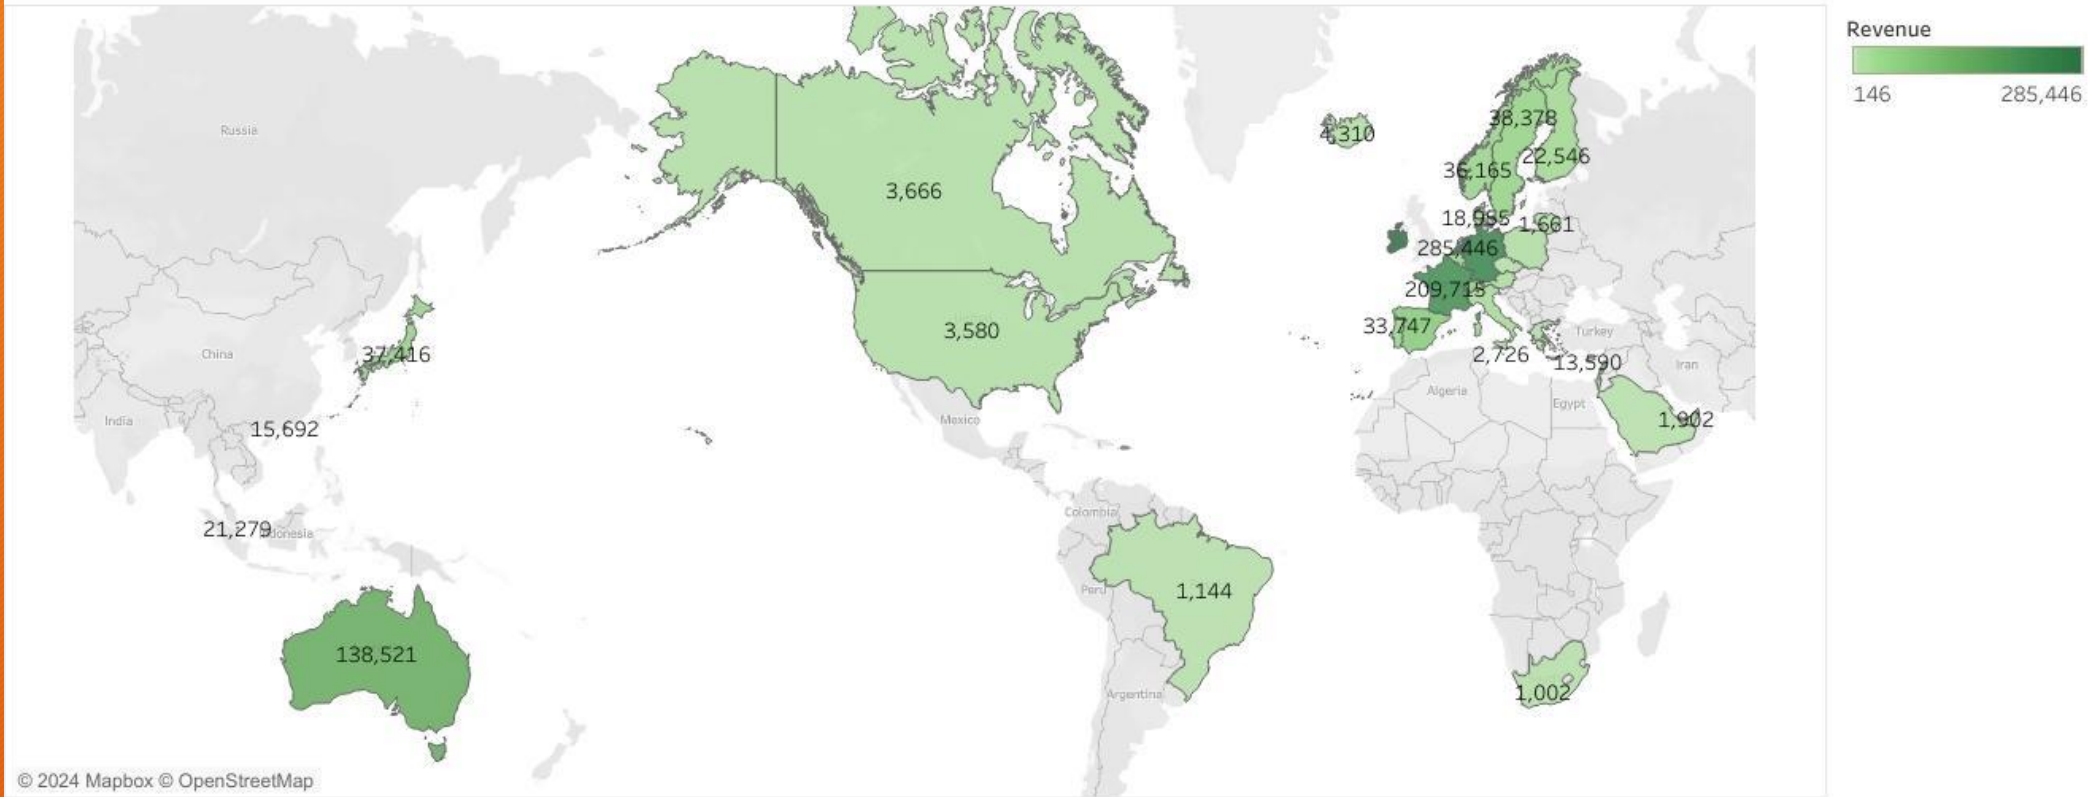 Revenue
146 285,446
Russia
China
India
37,416
15,692
21,279
Indonesia
138,521
3,666
3,580
Mexico
Colombia
Peru
1,144
Argentina
4,310
38,378
36,165
22,546
18,955
1,661
285,446
209,715
33,747
2,726
13,590
Turkey
Iran
Algeria
Egypt
1,902
1,002
© 2024 Mapbox © OpenStreetMap